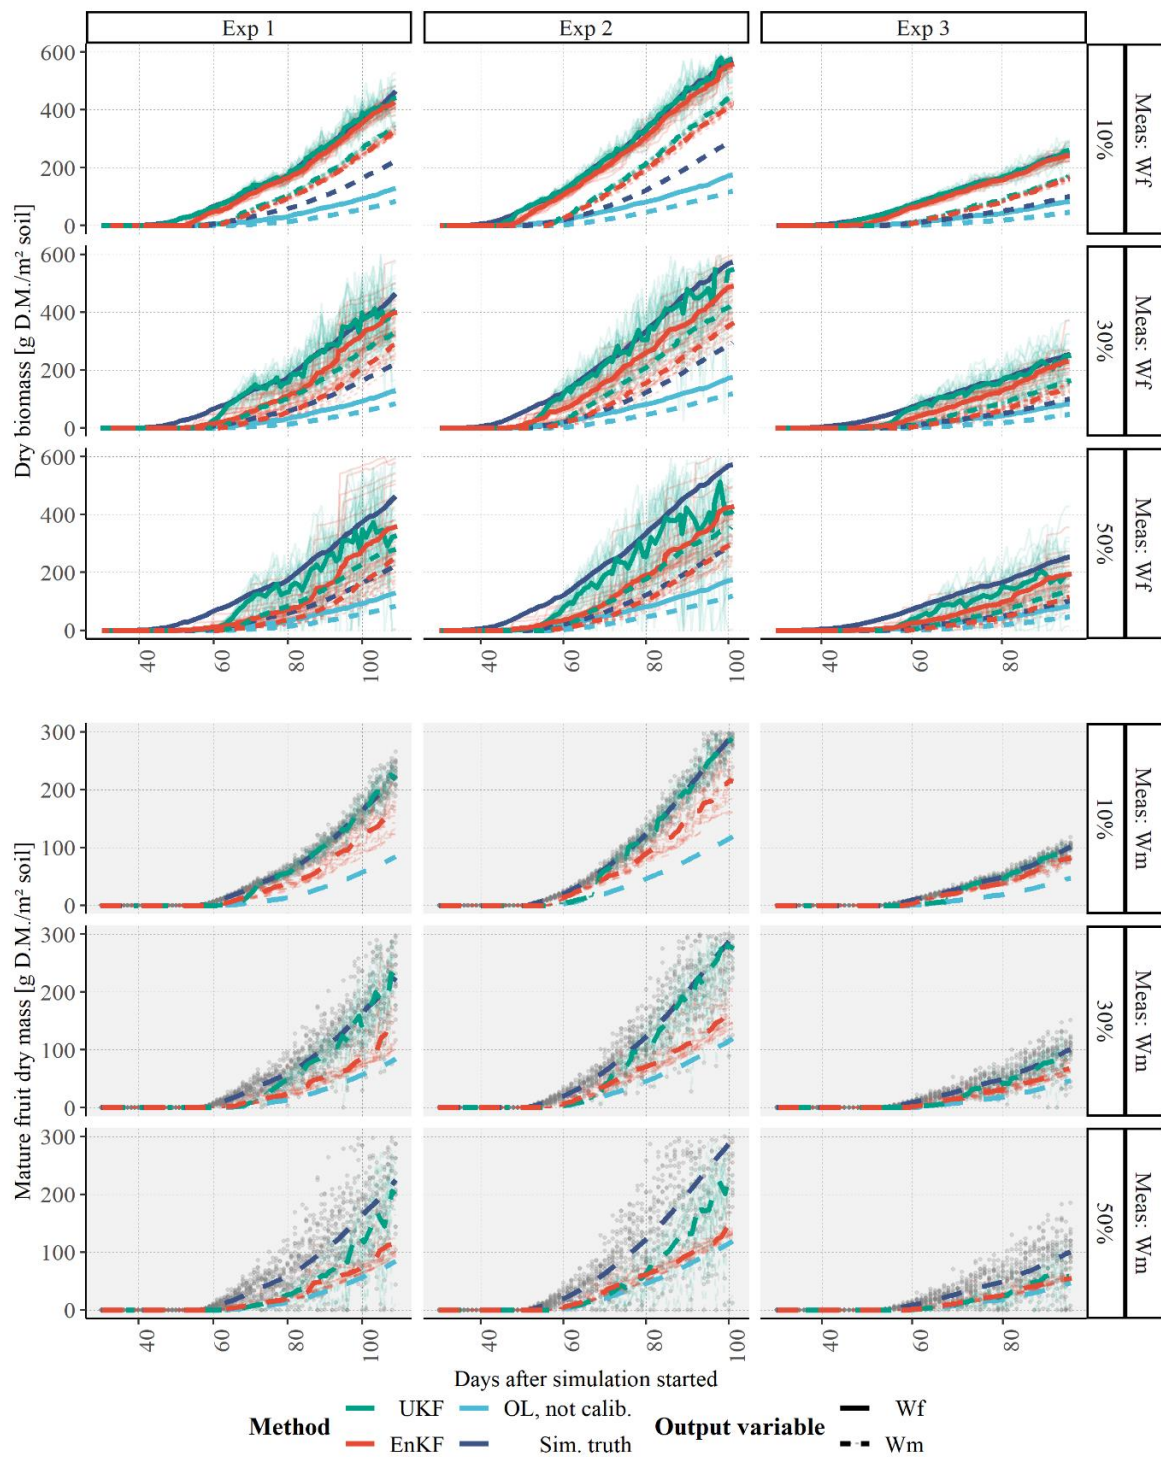 Exp 1
Exp 2
Exp 3
Dry biomass [g D.M./m² soil]
600
400
200
0
10%
Meas: Wf
600
400
200
0
30%
Meas: Wf
600
400
200
0
50%
Meas: Wf
40
60
80
100
40
60
80
100
40
60
80
Mature fruit dry mass [g D.M./m² soil]
300
200
100
0
10%
Meas: Wm
300
200
100
0
30%
Meas: Wm
300
200
100
0
50%
Meas: Wm
40
60
80
100
40
60
80
100
40
60
80
Days after simulation started
Method
UKF
EnKF
OL, not calib.
Sim. truth
Output variable
Wf
Wm